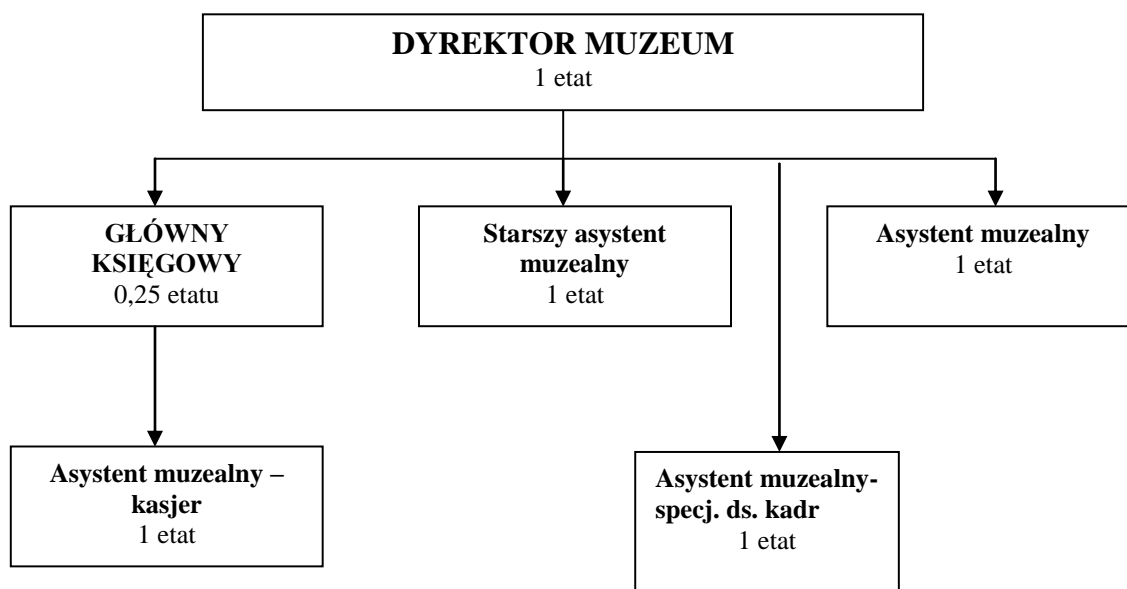 DYREKTOR MUZEUM
1 etat
GŁÓWNY
KSIĘGOWY
0,25 etatu
Starszy asystent
muzealny
1 etat
Asystent muzealny
1 etat
Asystent muzealny –
kasjer
1 etat
Asystent muzealny-
specj. ds. kadr
1 etat